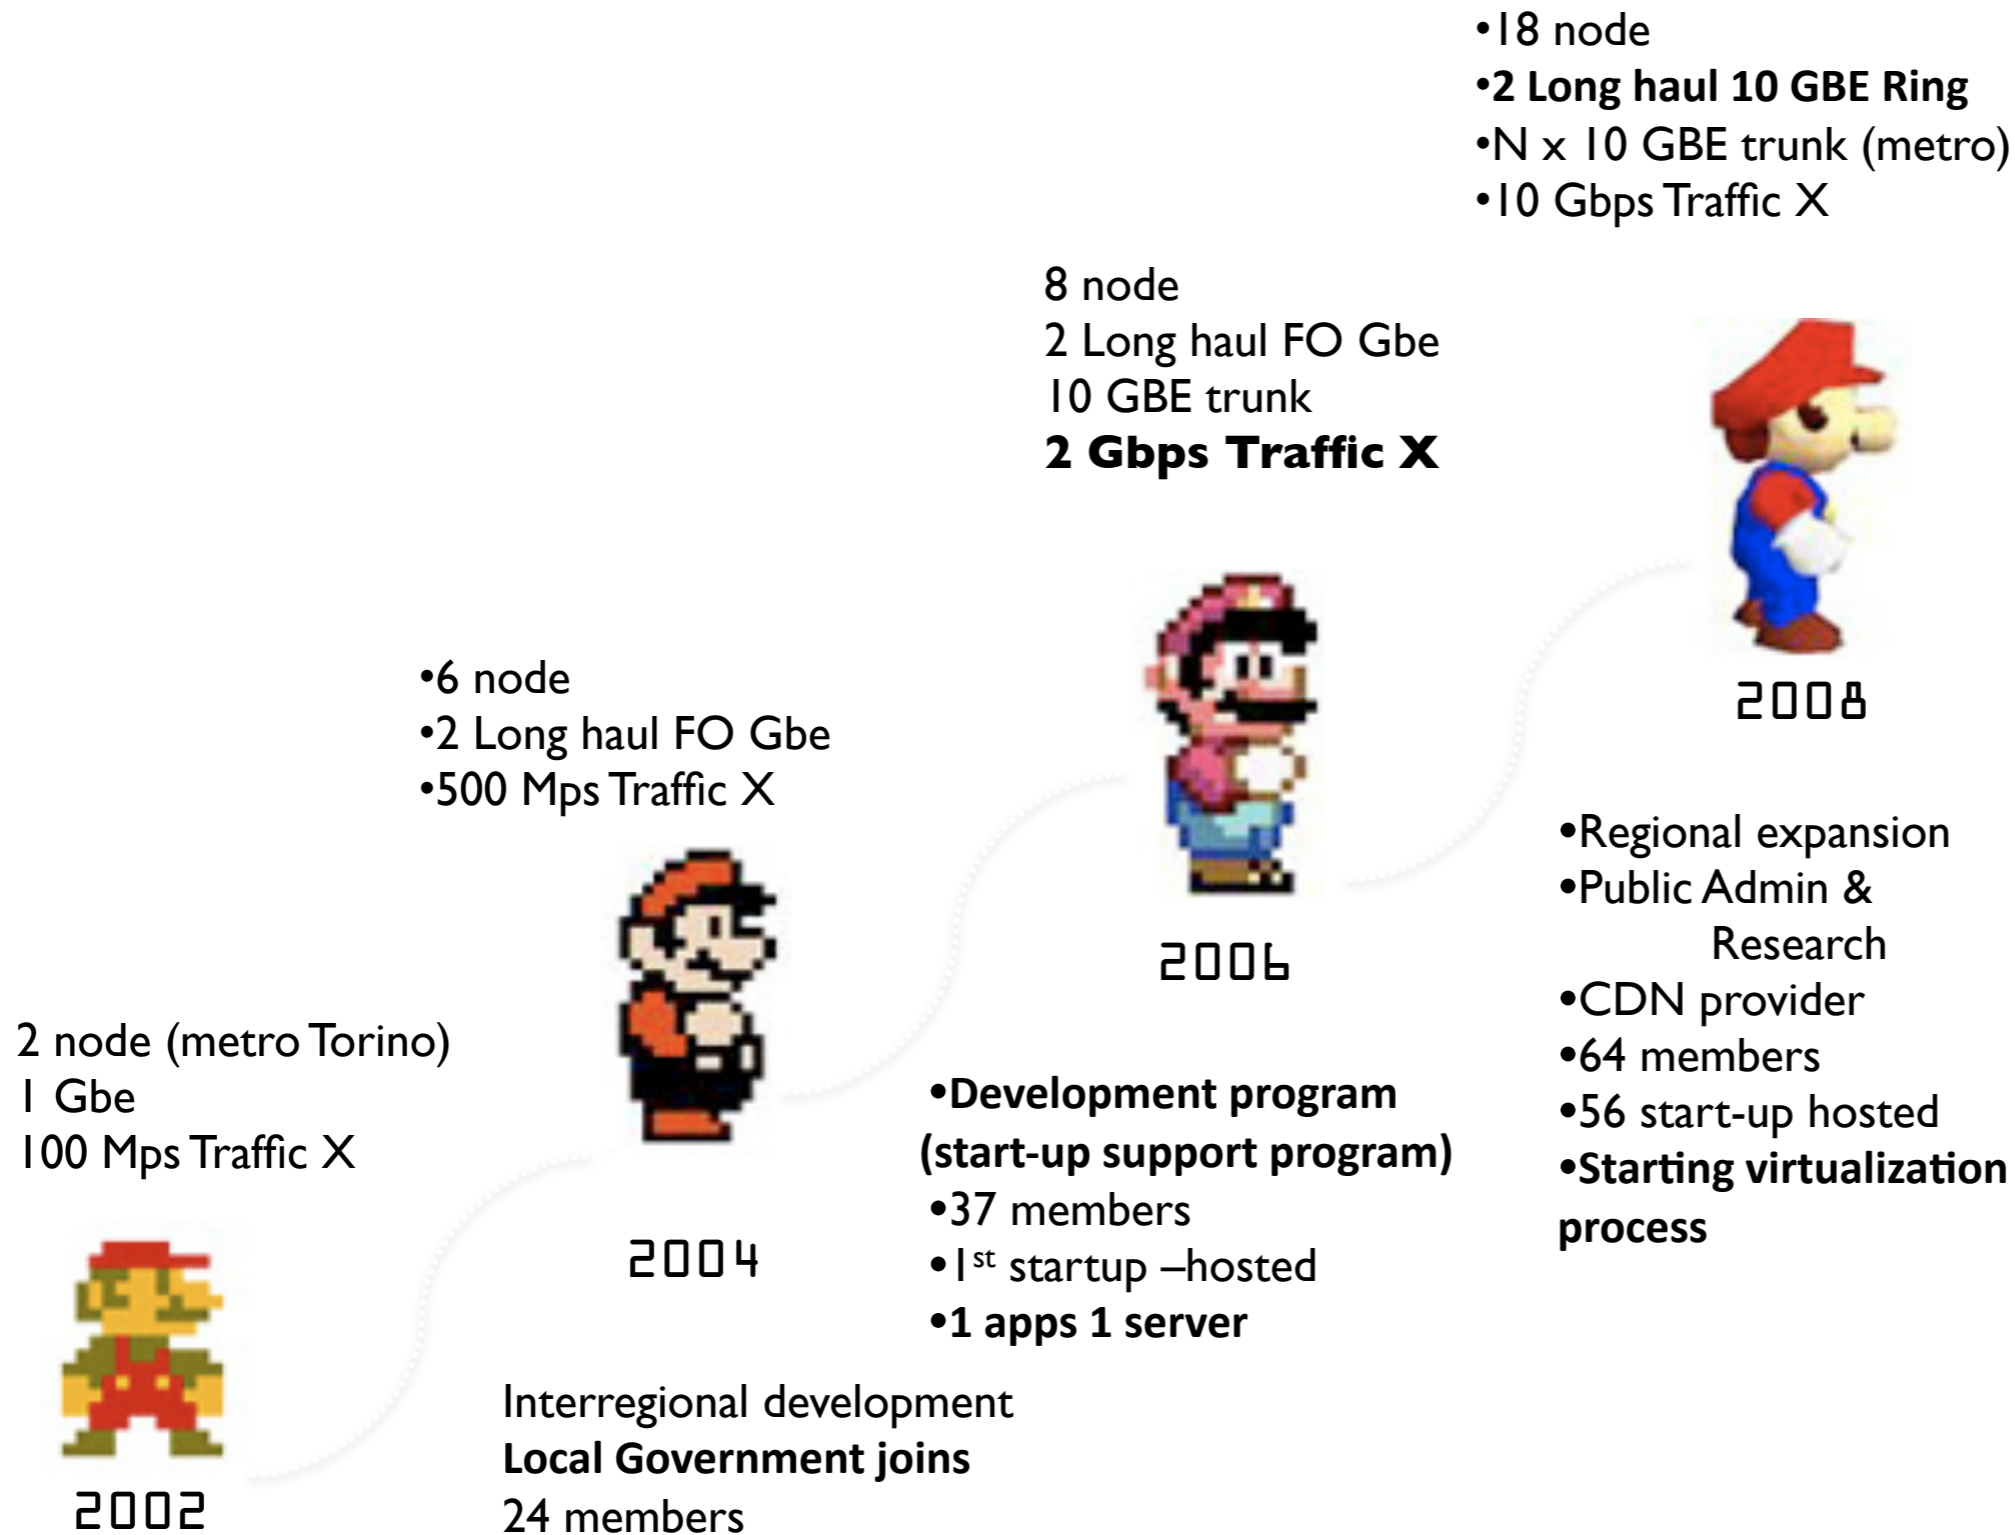 2 node (metro Torino)
1 Gbe
100 Mps Traffic X
2002
•6 node
•2 Long haul FO Gbe
•500 Mps Traffic X
2004
Interregional development
Local Government joins
24 members
8 node
2 Long haul FO Gbe
10 GBE trunk
2 Gbps Traffic X
2006
•Development program
(start-up support program)
•37 members
•1st startup –hosted
•1 apps 1 server
•18 node
•2 Long haul 10 GBE Ring
•N x 10 GBE trunk (metro)
•10 Gbps Traffic X
2008
•Regional expansion
•Public Admin &
Research
•CDN provider
•64 members
•56 start-up hosted
•Starting virtualization
process